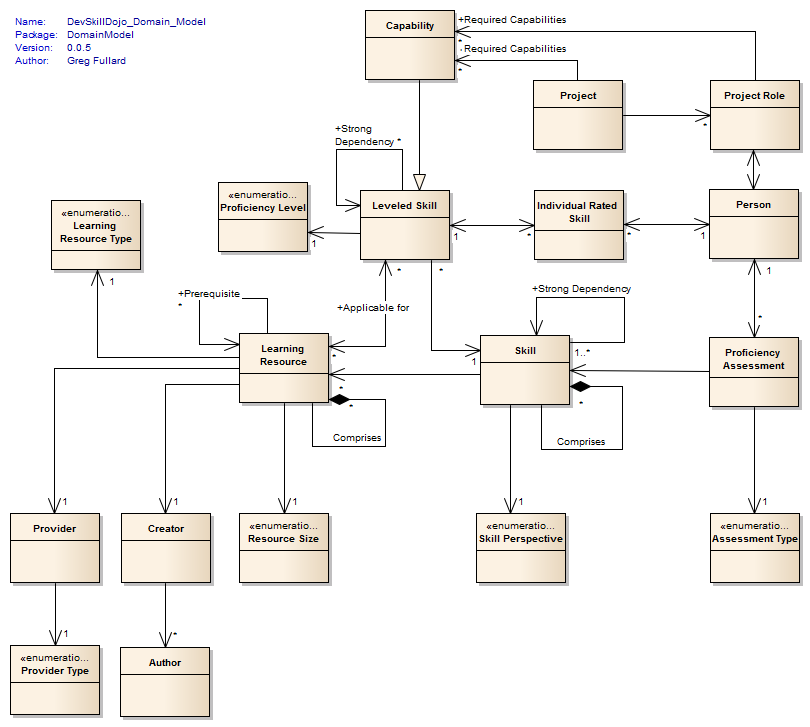 Name: DevSkillDojo_Domain_Model
Package: DomainModel
Version: 0.0.5
Author: Greg Fullard
Capability
+Required Capabilities
*
+Required Capabilities
*
Project
Project Role
*
+Strong
Dependency *
«enumeratio...
Learning
Resource Type
1
«enumeratio...
Proficiency Level
1
Leveled Skill
1
*
*
Individual Rated
Skill
*
*
Person
1
1
*
+Prerequisite
*
+Applicable for
*
+Strong Dependency
1..*
Learning
Resource
*
*
Comprises
Skill
1
*
Comprises
Proficiency
Assessment
1
1
1
1
1
Provider
Creator
«enumeratio...
Resource Size
«enumeratio...
Skill Perspective
«enumeratio...
Assessment Type
1
*
«enumeratio...
Provider Type
Author